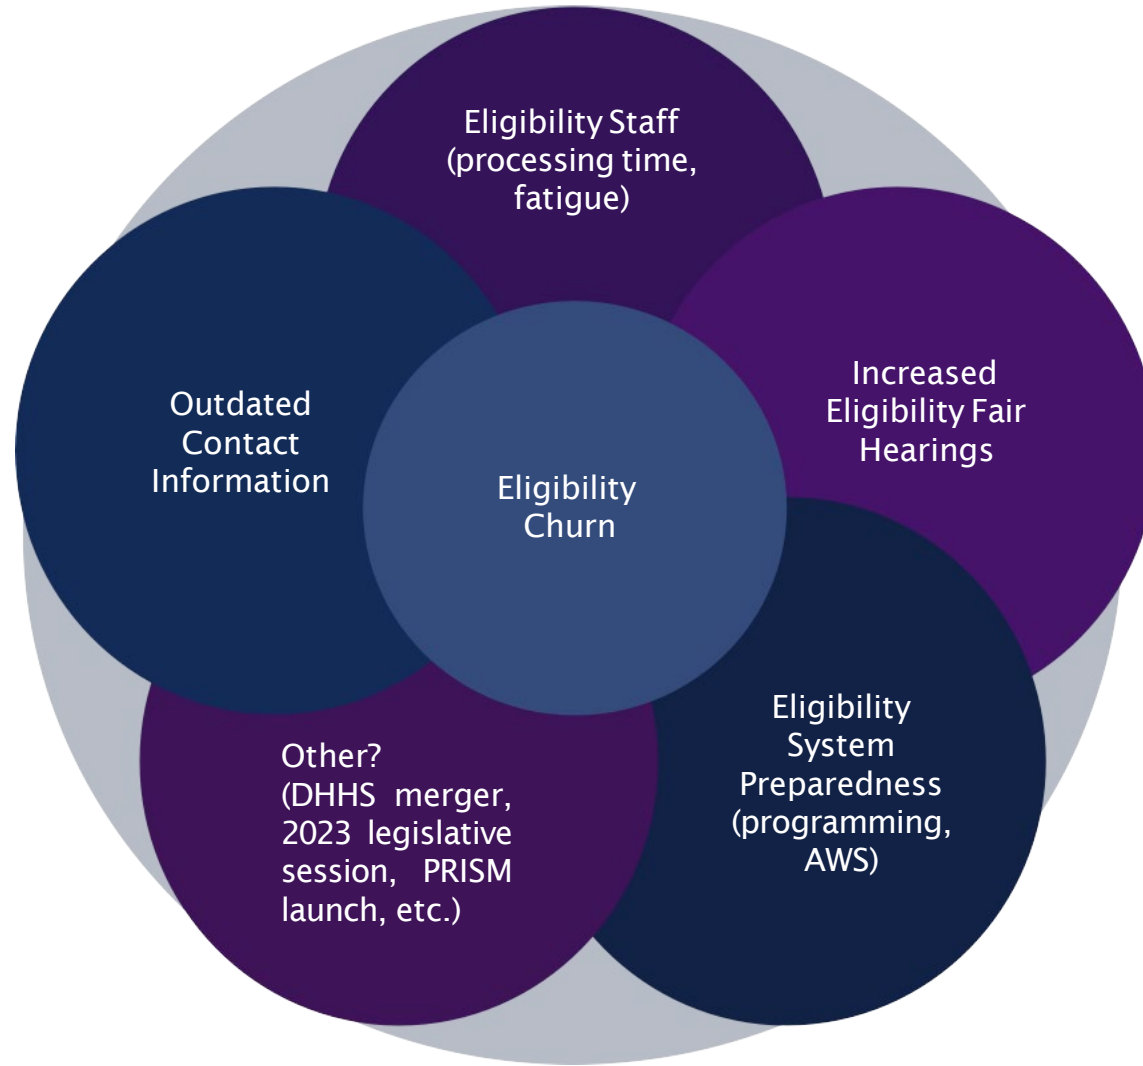 Eligibility Staff
(processing time,
fatigue)
Increased
Eligibility Fair
Hearings
Outdated
Contact
Information
Eligibility
Churn
Eligibility
System
Preparedness
(programming,
AWS)
Other?
(DHHS merger,
2023 legislative
session, PRISM
launch, etc.)